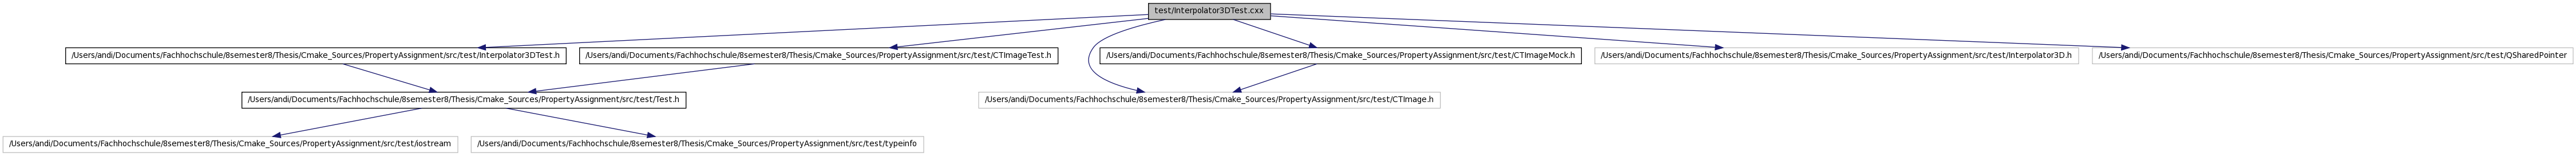 test/Interpolator3DTest.cxx
/Users/andi/Documents/Fachhochschule/8semester8/Thesis/Cmake_Sources/PropertyAssignment/src/test/Interpolator3DTest.h
/Users/andi/Documents/Fachhochschule/8semester8/Thesis/Cmake_Sources/PropertyAssignment/src/test/CTImageTest.h
/Users/andi/Documents/Fachhochschule/8semester8/Thesis/Cmake_Sources/PropertyAssignment/src/test/CTImageMock.h
/Users/andi/Documents/Fachhochschule/8semester8/Thesis/Cmake_Sources/PropertyAssignment/src/test/Interpolator3D.h
/Users/andi/Documents/Fachhochschule/8semester8/Thesis/Cmake_Sources/PropertyAssignment/src/test/QSharedPointer
/Users/andi/Documents/Fachhochschule/8semester8/Thesis/Cmake_Sources/PropertyAssignment/src/test/Test.h
/Users/andi/Documents/Fachhochschule/8semester8/Thesis/Cmake_Sources/PropertyAssignment/src/test/CTImage.h
/Users/andi/Documents/Fachhochschule/8semester8/Thesis/Cmake_Sources/PropertyAssignment/src/test/iostream
/Users/andi/Documents/Fachhochschule/8semester8/Thesis/Cmake_Sources/PropertyAssignment/src/test/typeinfo